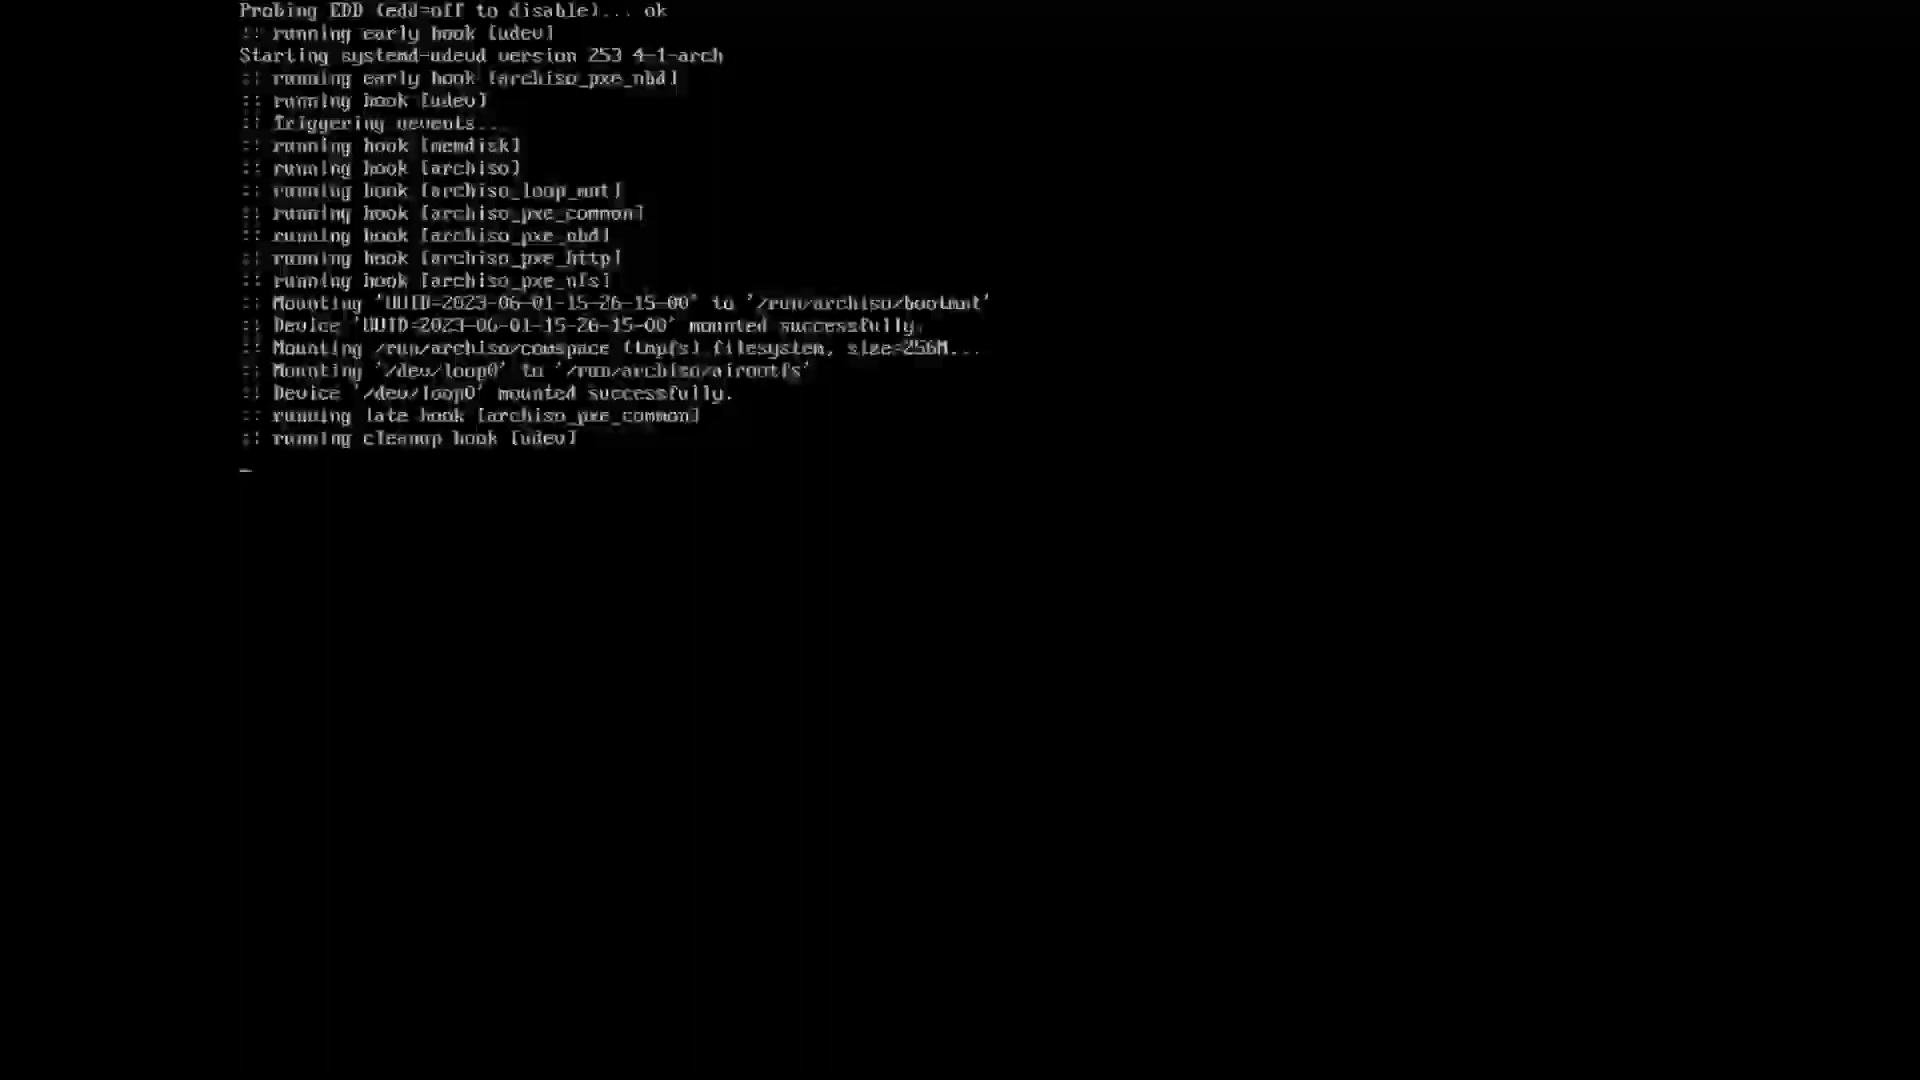 Probing EDD (edd=off to disable)... ok
:: running early hook [udev]
Starting systemd-udevd version 253 4-1-arch
:: running early hook [archiso_pxe_nbd]
:: running hook [udev]
:: Triggering uevents...
:: running hook [memdisk]
:: running hook [archiso]
:: running hook [archiso_loop_mnt]
:: running hook [archiso_pxe_common]
:: running hook [archiso_pxe_nbd]
:: running hook [archiso_pxe_http]
:: running hook [archiso_pxe_nfs]
:: Mounting 'UUID=2023-06-01-15-26-15-00' to '/run/archiso/bootmnt'
:: Device 'UUID=2023-06-01-15-26-15-00' mounted successfully.
:: Mounting /run/archiso/cowspace (tmpfs) filesystem, size=256M...
:: Mounting '/dev/loop0' to '/run/archiso/airootfs'
:: Device '/dev/loop0' mounted successfully.
:: running late hook [archiso_pxe_common]
:: running cleanup hook [udev]